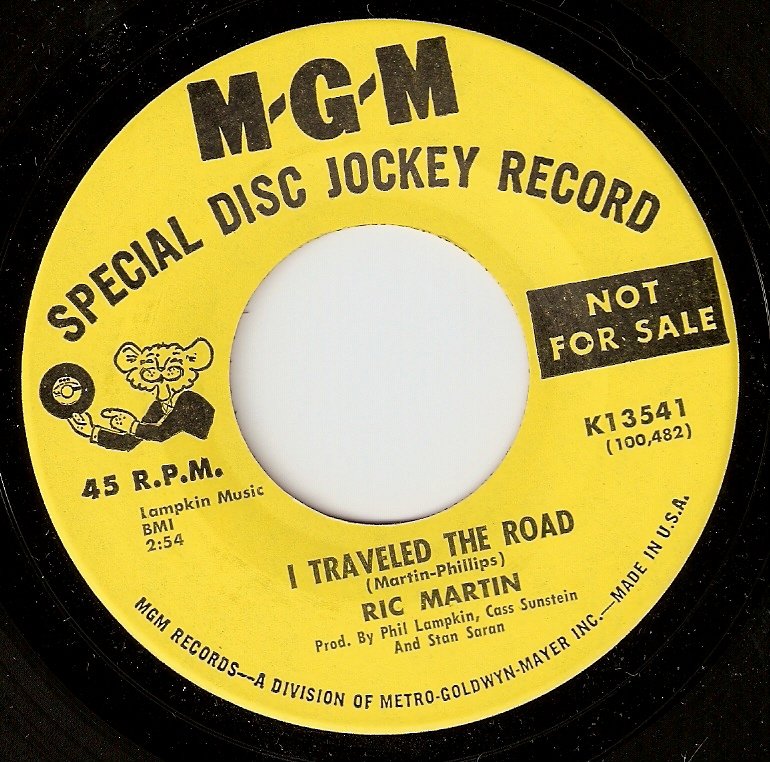 M-G-M
SPECIAL DISC JOCKEY RECORD
NOT
FOR SALE
K13541
(100,482)
45 R.P.M.
Lampkin Music
BMI
2:54
I TRAVELED THE ROAD
(Martin-Phillips)
RIC MARTIN
Prod. By Phil Lampkin, Cass Sunstein
And Stan Saran
MGM RECORDS—A DIVISION OF METRO-GOLDWYN-MAYER INC.—MADE IN U.S.A.